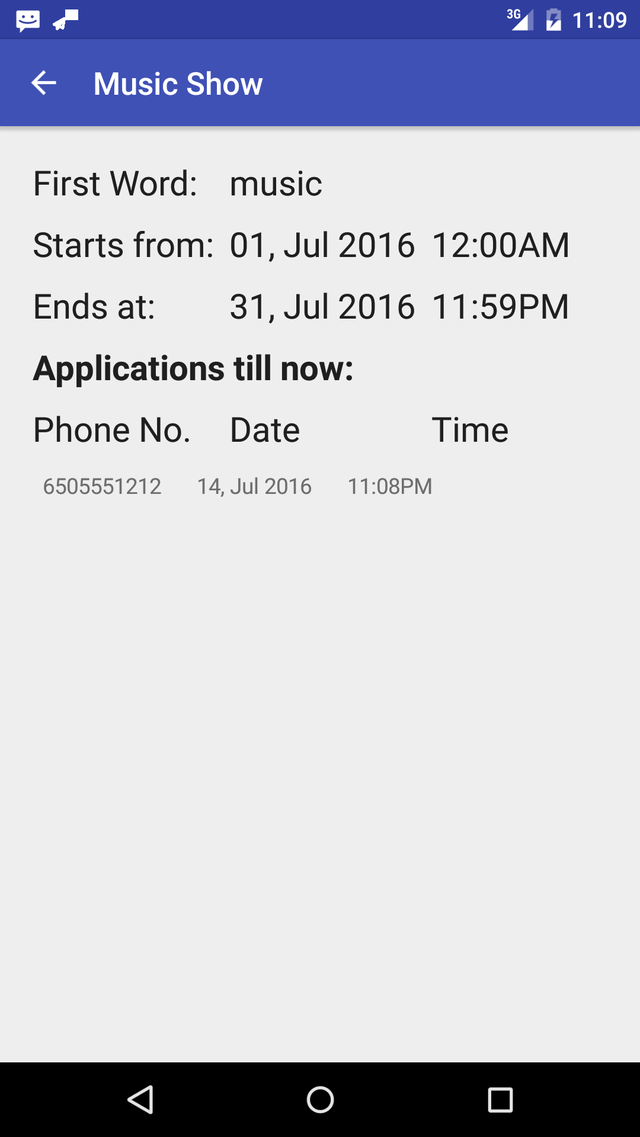 3G 11:09
Music Show
First Word: music
Starts from: 01, Jul 2016 12:00AM
Ends at: 31, Jul 2016 11:59PM
Applications till now:
Phone No. Date Time
6505551212 14, Jul 2016 11:08PM